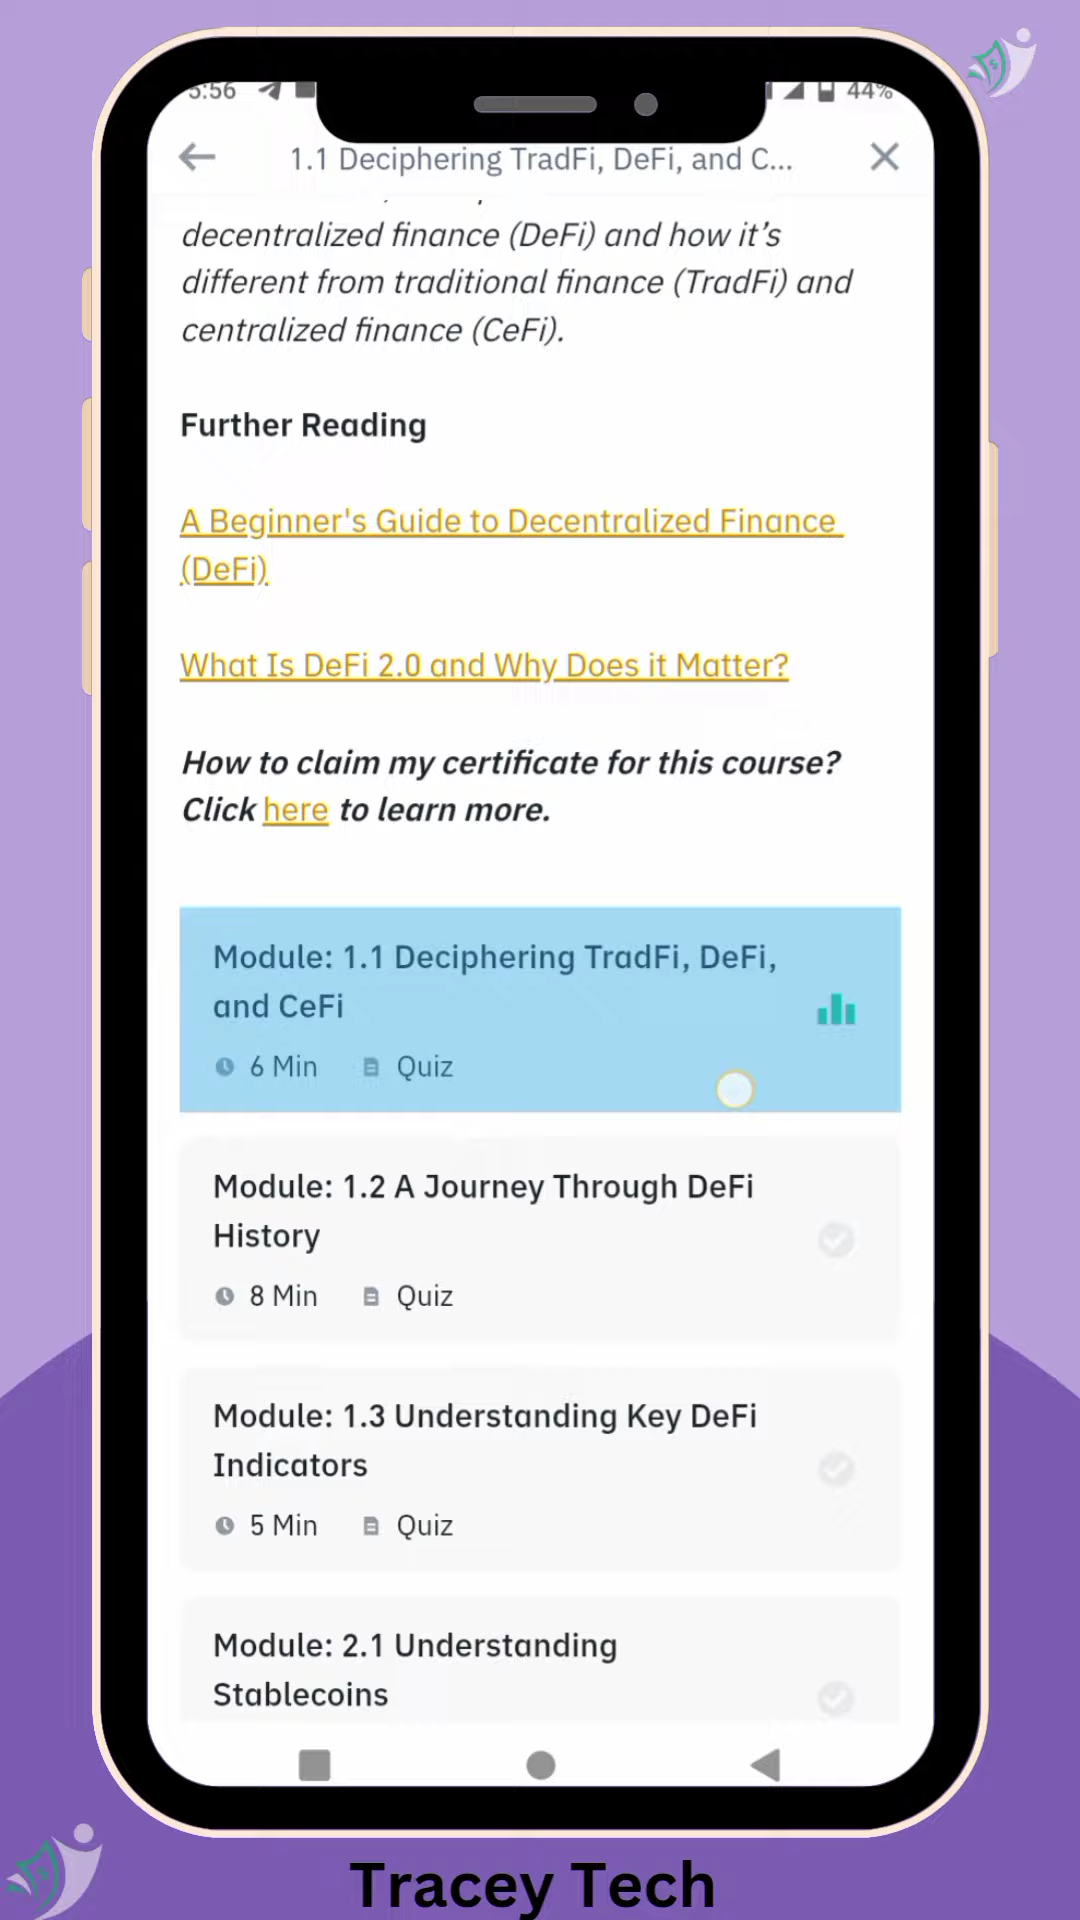 5:56
44%
1.1 Deciphering TradFi, DeFi, and C...
decentralized finance (DeFi) and how it’s
different from traditional finance (TradFi) and
centralized finance (CeFi).
Further Reading
A Beginner's Guide to Decentralized Finance
(DeFi)
What Is DeFi 2.0 and Why Does it Matter?
How to claim my certificate for this course?
Click here to learn more.
Module: 1.1 Deciphering TradFi, DeFi,
and CeFi
6 Min Quiz
Module: 1.2 A Journey Through DeFi
History
8 Min Quiz
Module: 1.3 Understanding Key DeFi
Indicators
5 Min Quiz
Module: 2.1 Understanding
Stablecoins
Tracey Tech